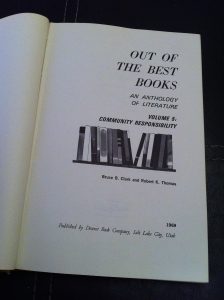 OUT OF
THE BEST
BOOKS
AN ANTHOLOGY
OF LITERATURE
VOLUME 5:
COMMUNITY RESPONSIBILITY
Bruce B. Clark and Robert K. Thomas
1969
Published by Deseret Book Company, Salt Lake City, Utah